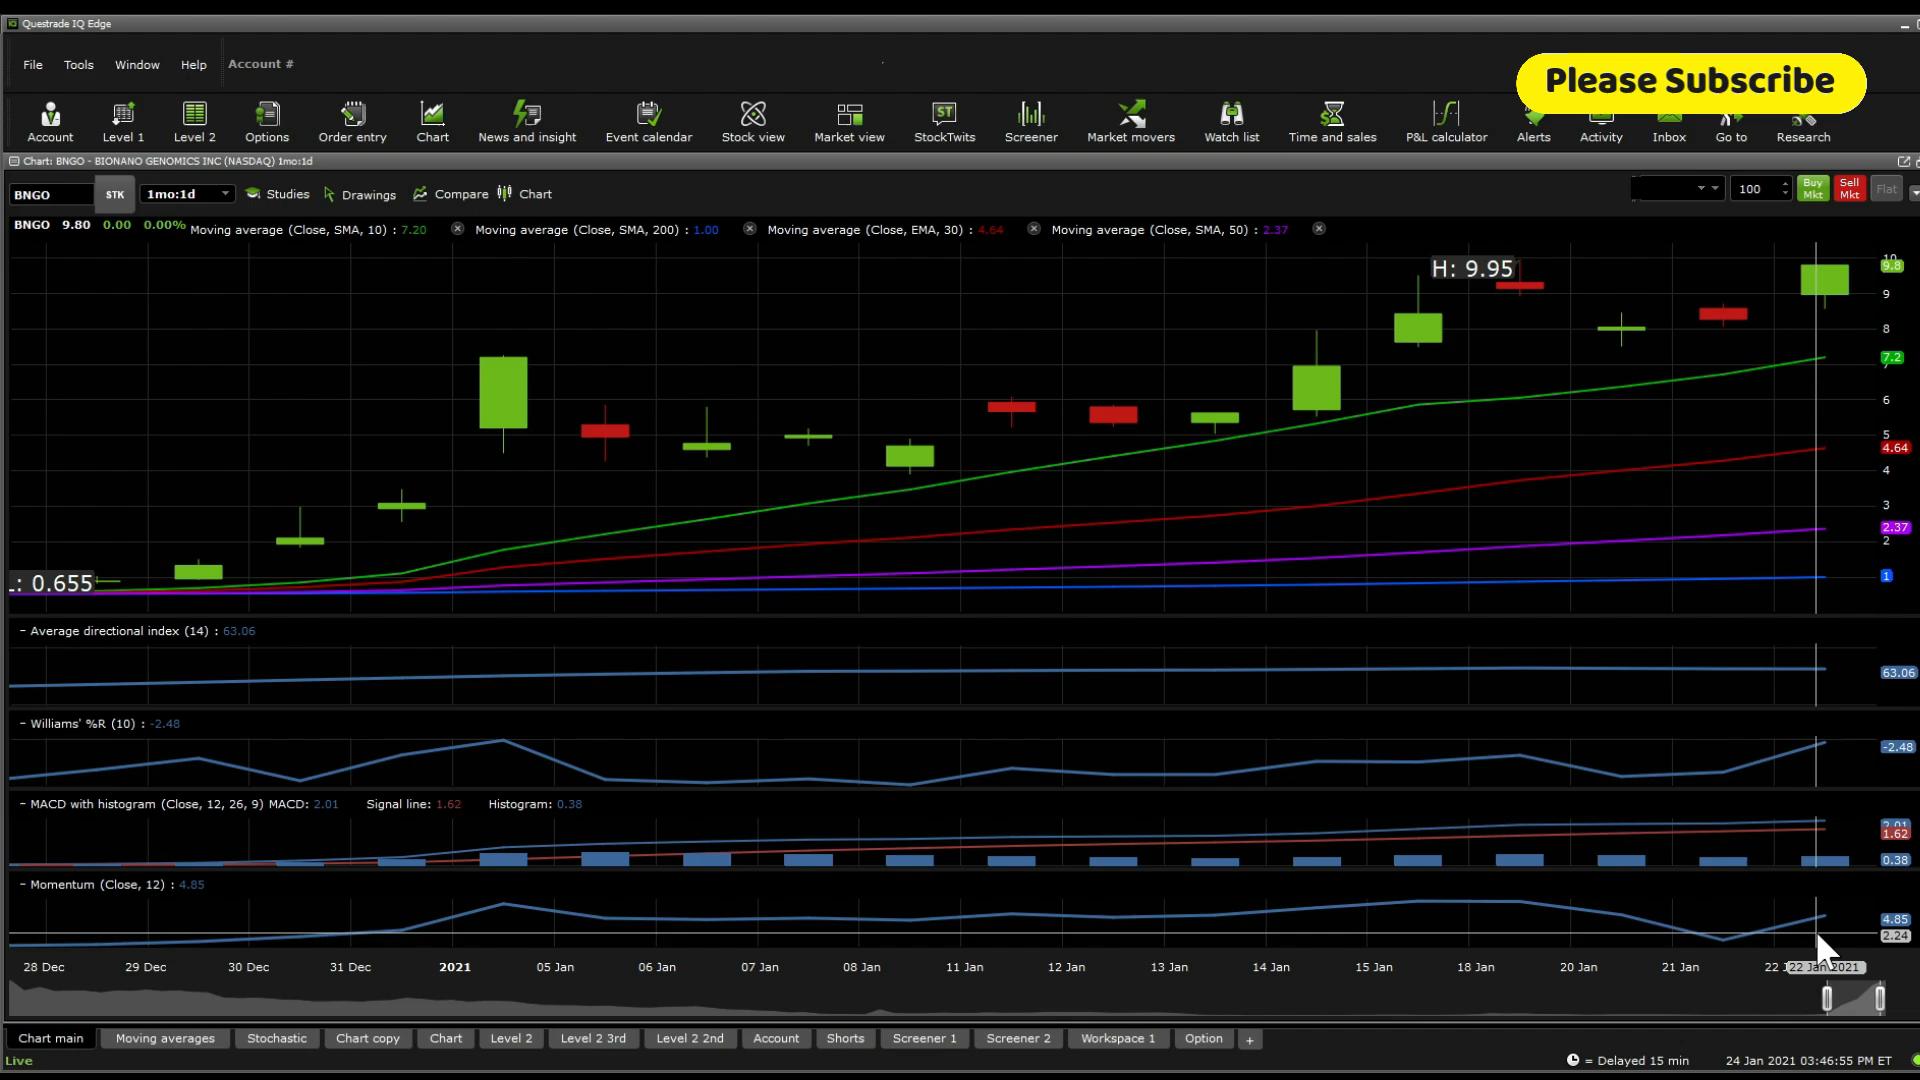 Questrade IQ Edge
File Tools Window Help Account #
Please Subscribe
Account Level 1 Level 2 Options Order entry Chart News and insight Event calendar Stock view Market view StockTwits Screener Market movers Watch list Time and sales P&L calculator Alerts Activity Inbox Go to Research
Chart: BNGO - BIONANO GENOMICS INC (NASDAQ) 1mo:1d
BNGO STK 1mo:1d Studies Drawings Compare Chart 100 Buy Mkt Sell Mkt Flat
BNGO 9.80 0.00 0.00% Moving average (Close, SMA, 10) : 7.20 Moving average (Close, SMA, 200) : 1.00 Moving average (Close, EMA, 30) : 4.64 Moving average (Close, SMA, 50) : 2.37
H: 9.95
10
9.8
9
8
7.2
7
6
5
4.64
4
3
2.37
2
1
L: 0.655
- Average directional index (14) : 63.06
63.06
- Williams' %R (10) : -2.48
-2.48
- MACD with histogram (Close, 12, 26, 9) MACD: 2.01 Signal line: 1.62 Histogram: 0.38
2.01
1.62
0.38
- Momentum (Close, 12) : 4.85
4.85
2.24
28 Dec 29 Dec 30 Dec 31 Dec 2021 05 Jan 06 Jan 07 Jan 08 Jan 11 Jan 12 Jan 13 Jan 14 Jan 15 Jan 18 Jan 20 Jan 21 Jan 22 J 22 Jan 2021
Chart main Moving averages Stochastic Chart copy Chart Level 2 Level 2 3rd Level 2 2nd Account Shorts Screener 1 Screener 2 Workspace 1 Option +
Live = Delayed 15 min 24 Jan 2021 03:46:55 PM ET